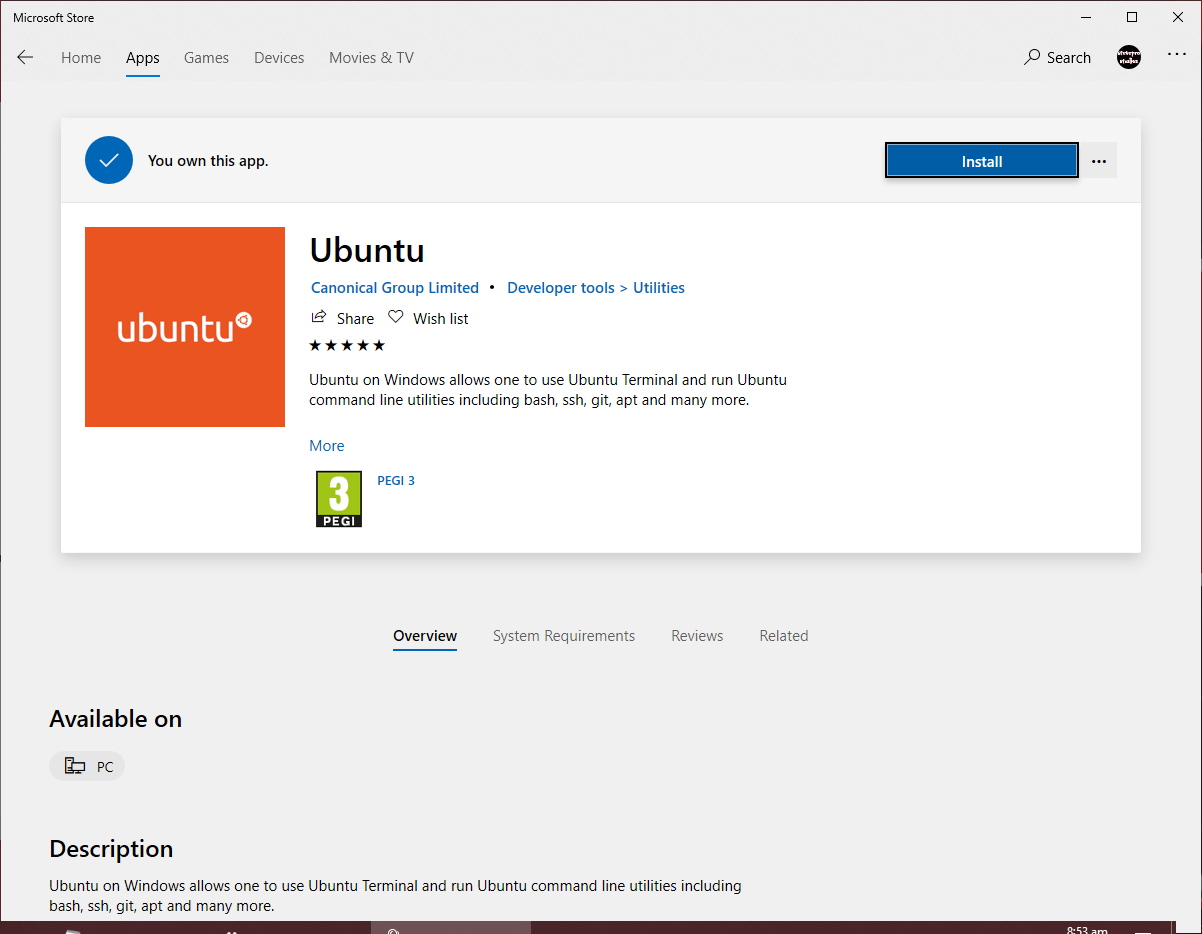 Microsoft Store
Home Apps Games Devices Movies & TV Search
You own this app.
Install
ubuntu
Ubuntu
Canonical Group Limited • Developer tools > Utilities
Share Wish list
Ubuntu on Windows allows one to use Ubuntu Terminal and run Ubuntu
command line utilities including bash, ssh, git, apt and many more.
More
3
PEGI
PEGI 3
Overview System Requirements Reviews Related
Available on
PC
Description
Ubuntu on Windows allows one to use Ubuntu Terminal and run Ubuntu command line utilities including
bash, ssh, git, apt and many more.
8:53 am